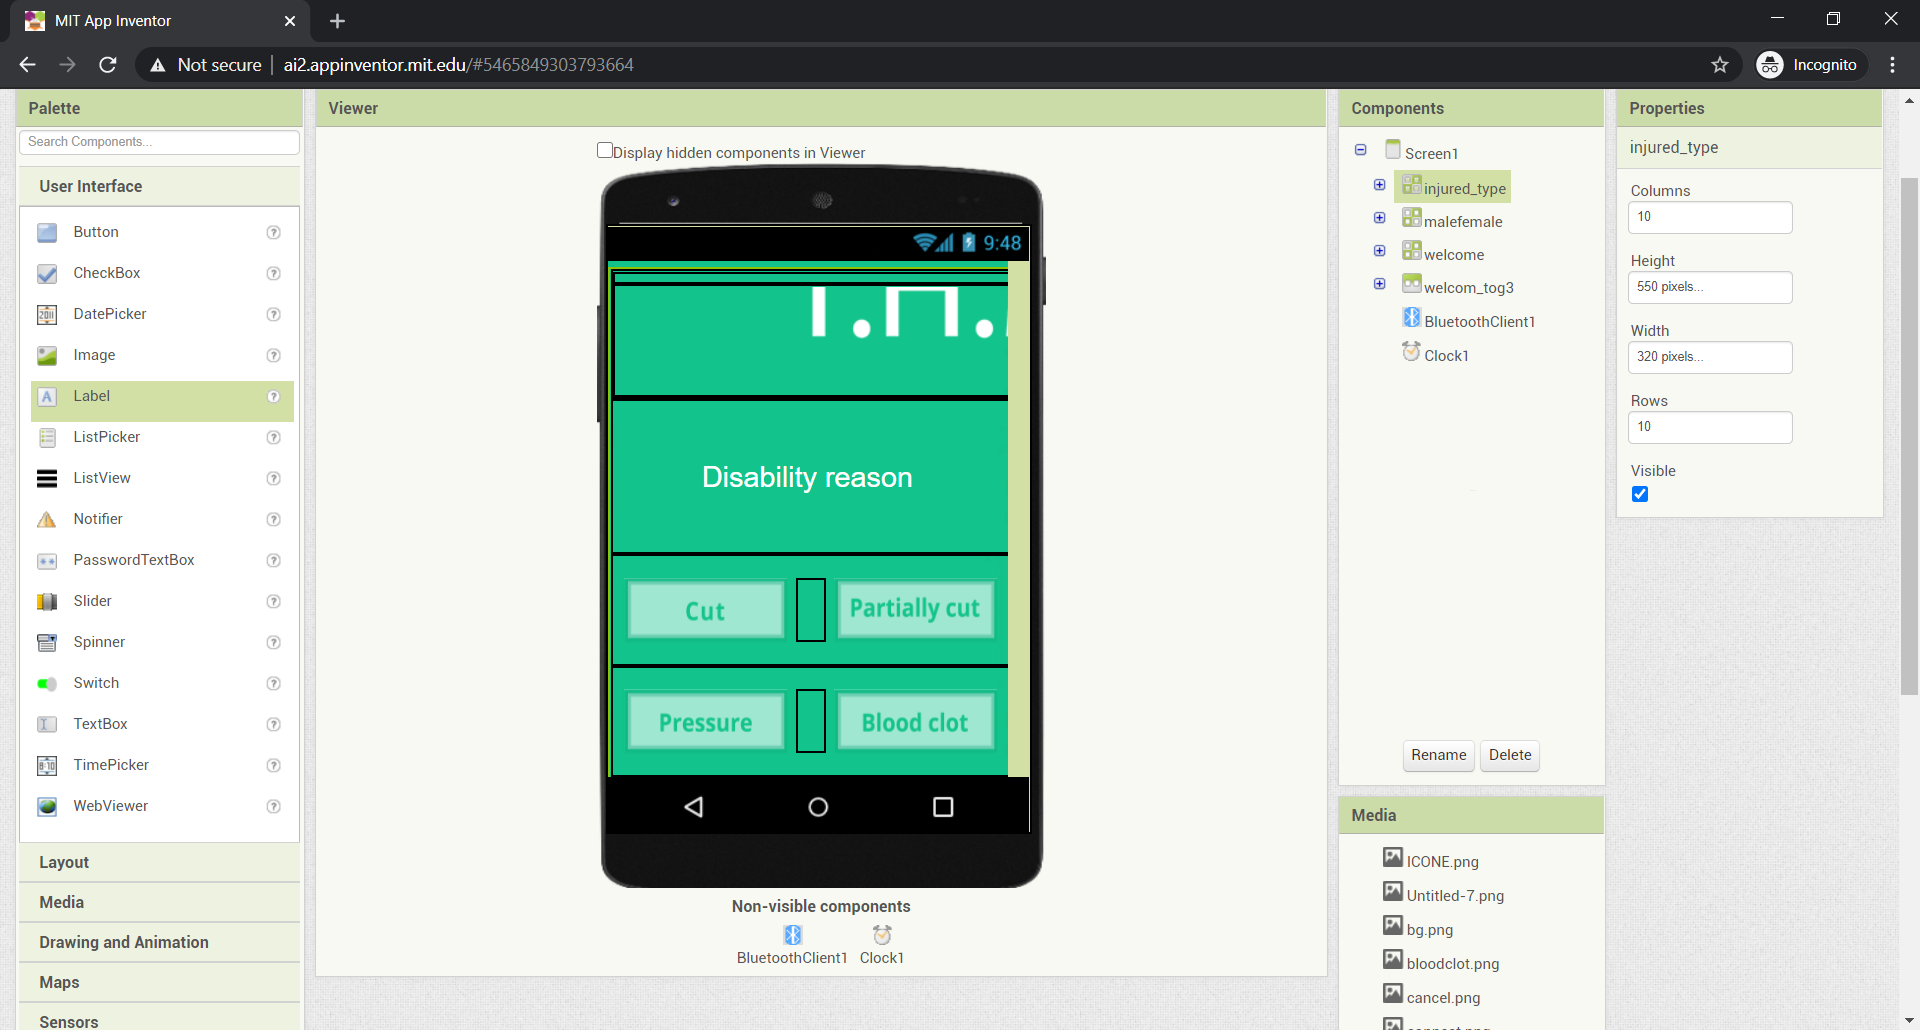 MIT App Inventor
Not secure
ai2.appinventor.mit.edu/#5465849303793664
Incognito
Palette
Search Components...
User Interface
Button
CheckBox
DatePicker
Image
Label
ListPicker
ListView
Notifier
PasswordTextBox
Slider
Spinner
Switch
TextBox
TimePicker
WebViewer
Layout
Media
Drawing and Animation
Maps
Sensors
Viewer
Display hidden components in Viewer
9:48
Disability reason
Cut
Partially cut
Pressure
Blood clot
Non-visible components
BluetoothClient1
Clock1
Components
Screen1
injured_type
malefemale
welcome
welcom_tog3
BluetoothClient1
Clock1
Rename
Delete
Media
ICONE.png
Untitled-7.png
bg.png
bloodclot.png
cancel.png
Properties
injured_type
Columns
10
Height
550 pixels...
Width
320 pixels...
Rows
10
Visible